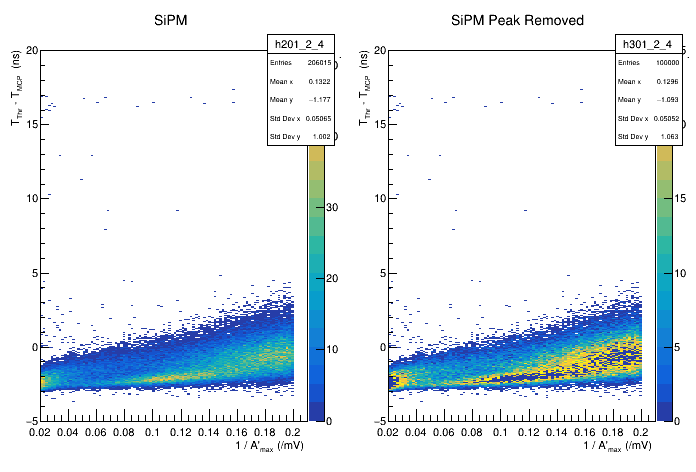 SiPM
h201_2_4
Entries 206015
Mean x 0.1322
Mean y −1.177
Std Dev x 0.05065
Std Dev y 1.002
T_Thr - T_MCP (ns)
20
15
10
5
0
−5
0.02 0.04 0.06 0.08 0.1 0.12 0.14 0.16 0.18 0.2
1 / A'_max (/mV)
30
20
10
0
SiPM Peak Removed
h301_2_4
Entries 100000
Mean x 0.1296
Mean y −1.093
Std Dev x 0.05052
Std Dev y 1.063
T_Thr - T_MCP (ns)
20
15
10
5
0
−5
0.02 0.04 0.06 0.08 0.1 0.12 0.14 0.16 0.18 0.2
1 / A'_max (/mV)
15
10
5
0